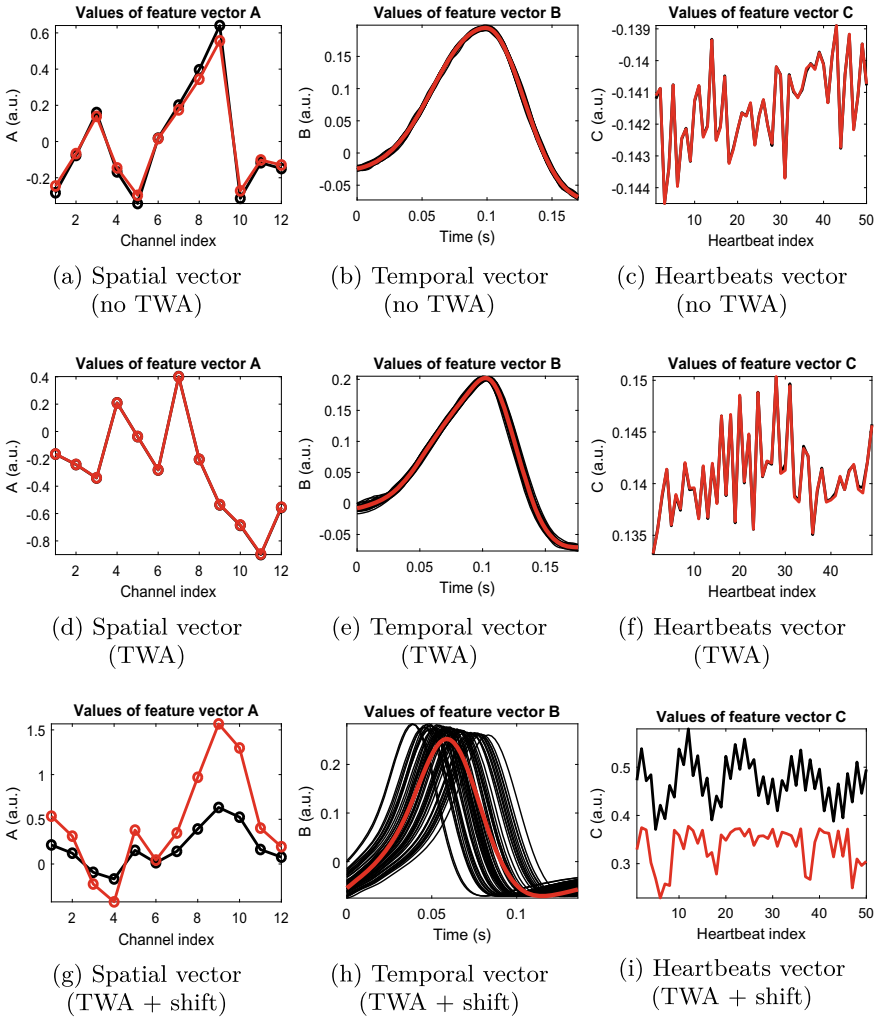 Values of feature vector A
0.6
0.4
0.2
0
-0.2
A (a.u.)
2 4 6 8 10 12
Channel index
(a) Spatial vector
(no TWA)
Values of feature vector B
0.15
0.1
0.05
0
-0.05
B (a.u.)
0 0.05 0.1 0.15
Time (s)
(b) Temporal vector
(no TWA)
Values of feature vector C
-0.139
-0.14
-0.141
-0.142
-0.143
-0.144
C (a.u.)
10 20 30 40 50
Heartbeat index
(c) Heartbeats vector
(no TWA)
Values of feature vector A
0.4
0.2
0
-0.2
-0.4
-0.6
-0.8
A (a.u.)
2 4 6 8 10 12
Channel index
(d) Spatial vector
(TWA)
Values of feature vector B
0.2
0.15
0.1
0.05
0
-0.05
B (a.u.)
0 0.05 0.1 0.15
Time (s)
(e) Temporal vector
(TWA)
Values of feature vector C
0.15
0.145
0.14
0.135
C (a.u.)
10 20 30 40
Heartbeat index
(f) Heartbeats vector
(TWA)
Values of feature vector A
1.5
1
0.5
0
A (a.u.)
2 4 6 8 10 12
Channel index
(g) Spatial vector
(TWA + shift)
Values of feature vector B
0.2
0.1
0
B (a.u.)
0 0.05 0.1
Time (s)
(h) Temporal vector
(TWA + shift)
Values of feature vector C
0.5
0.4
0.3
C (a.u.)
10 20 30 40 50
Heartbeat index
(i) Heartbeats vector
(TWA + shift)